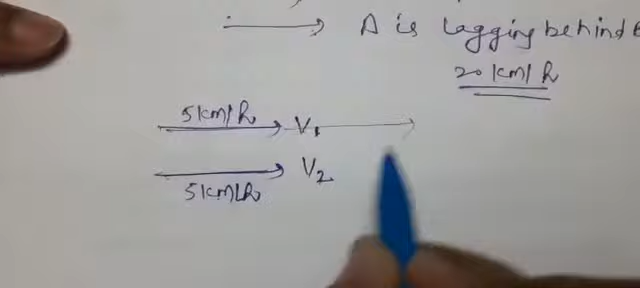 A is lagging behind B
20 km/h
5 km/h V₁
V₂
5 km/h